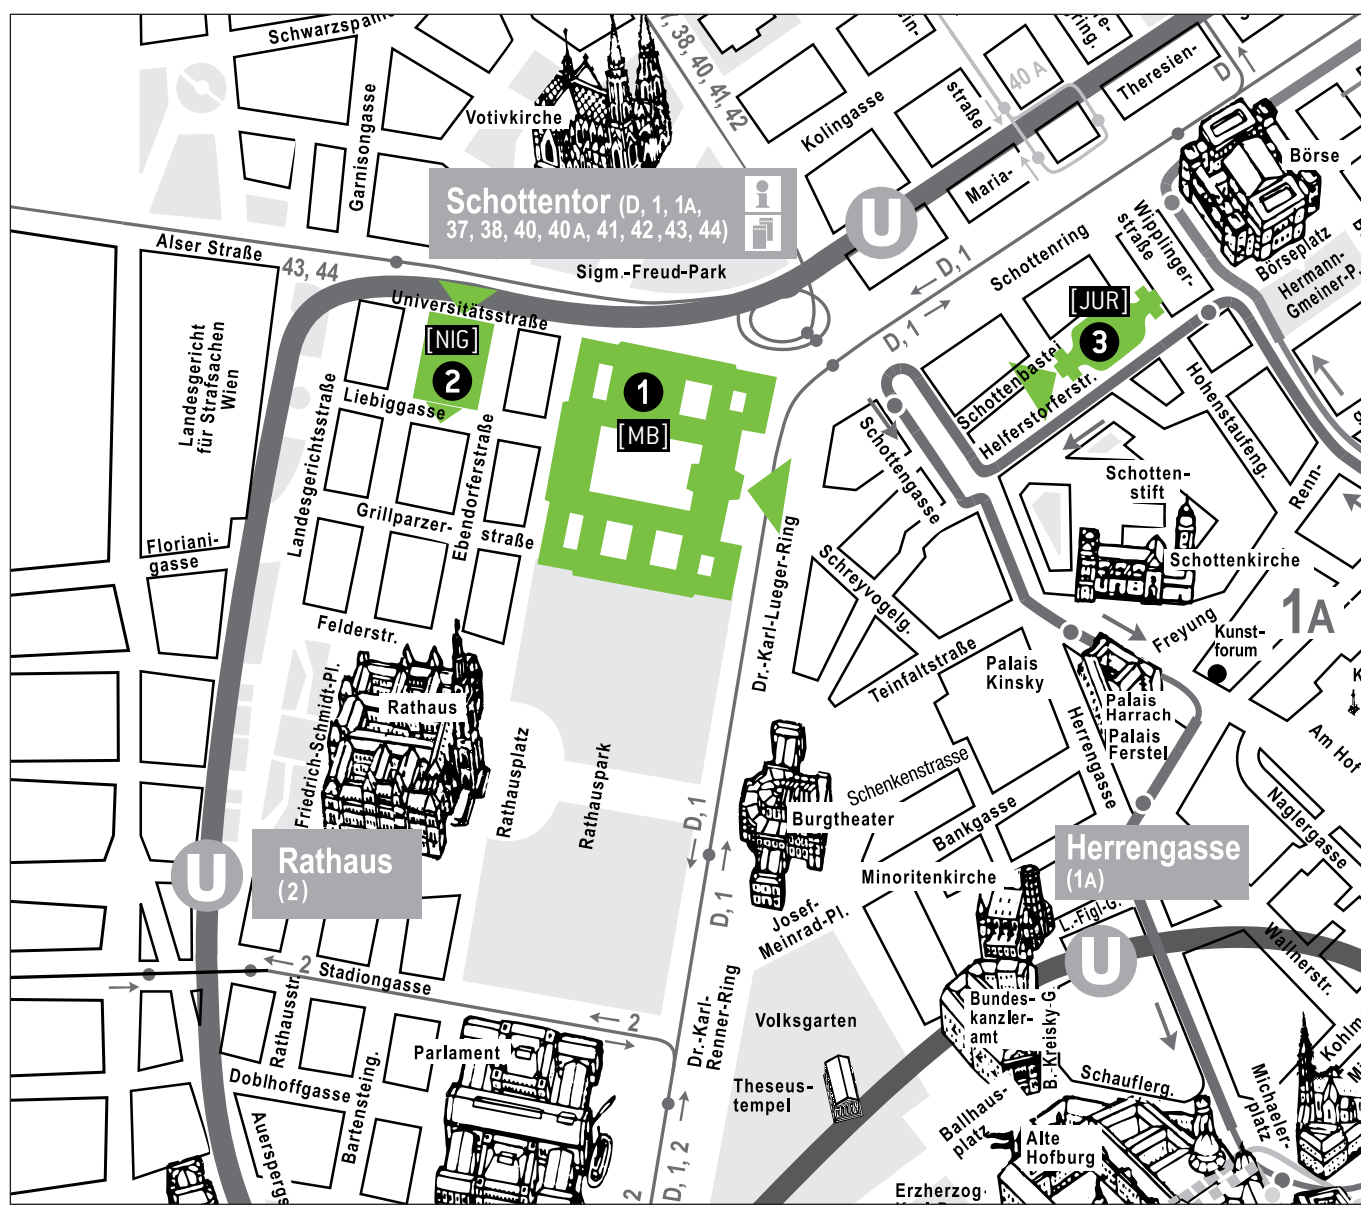 Schwarzspani
Garnisongasse
Votivkirche
37, 38, 40, 41, 42
Kolingasse
straße
Maria-
40 A
Theresien-
D
Börse
Schottentor (D, 1, 1A,
37, 38, 40, 40 A, 41, 42, 43, 44)
i
U
Alser Straße
43, 44
Sigm.-Freud-Park
Universitätsstraße
D, 1
D, 1
Schottenring
Wipplinger-
straße
Börseplatz
Hermann-
Gmeiner-P.
[JUR]
3
[NIG]
2
1
[MB]
Landesgericht
für Strafsachen
Wien
Landesgerichtsstraße
Liebiggasse
Ebendorferstraße
Grillparzer-
straße
Schottenbastei
Helferstorferstr.
Hohenstaufeng.
Renn-
Schottengasse
Schotten-
stift
Schottenkirche
Floriani-
gasse
Felderstr.
Dr.-Karl-Lueger-Ring
Schreyvogelg.
Teinfaltstraße
Freyung
1A
Kunst-
forum
Palais
Kinsky
Palais
Harrach
Palais
Ferstel
Herrengasse
Am Hof
Naglergasse
Friedrich-Schmidt-Pl.
Rathaus
Rathausplatz
Rathauspark
D, 1
D, 1
Burgtheater
Schenkenstrasse
Bankgasse
Minoritenkirche
Josef-
Meinrad-Pl.
U
Rathaus
(2)
Herrengasse
(1A)
L.-Figl-G.
U
Wallnerstr.
2
Stadiongasse
2
Rathausstr.
Doblhoffgasse
Bartensteing.
Auerspergs
Parlament
Dr.-Karl-
Renner-Ring
Volksgarten
Theseus-
tempel
Bundes-
kanzler-
amt
B.-Kreisky-G.
Ballhaus-
platz
Schauflerg.
Michaeler-
platz
Kohlm
Alte
Hofburg
Erzherzog-
2
D, 1, 2